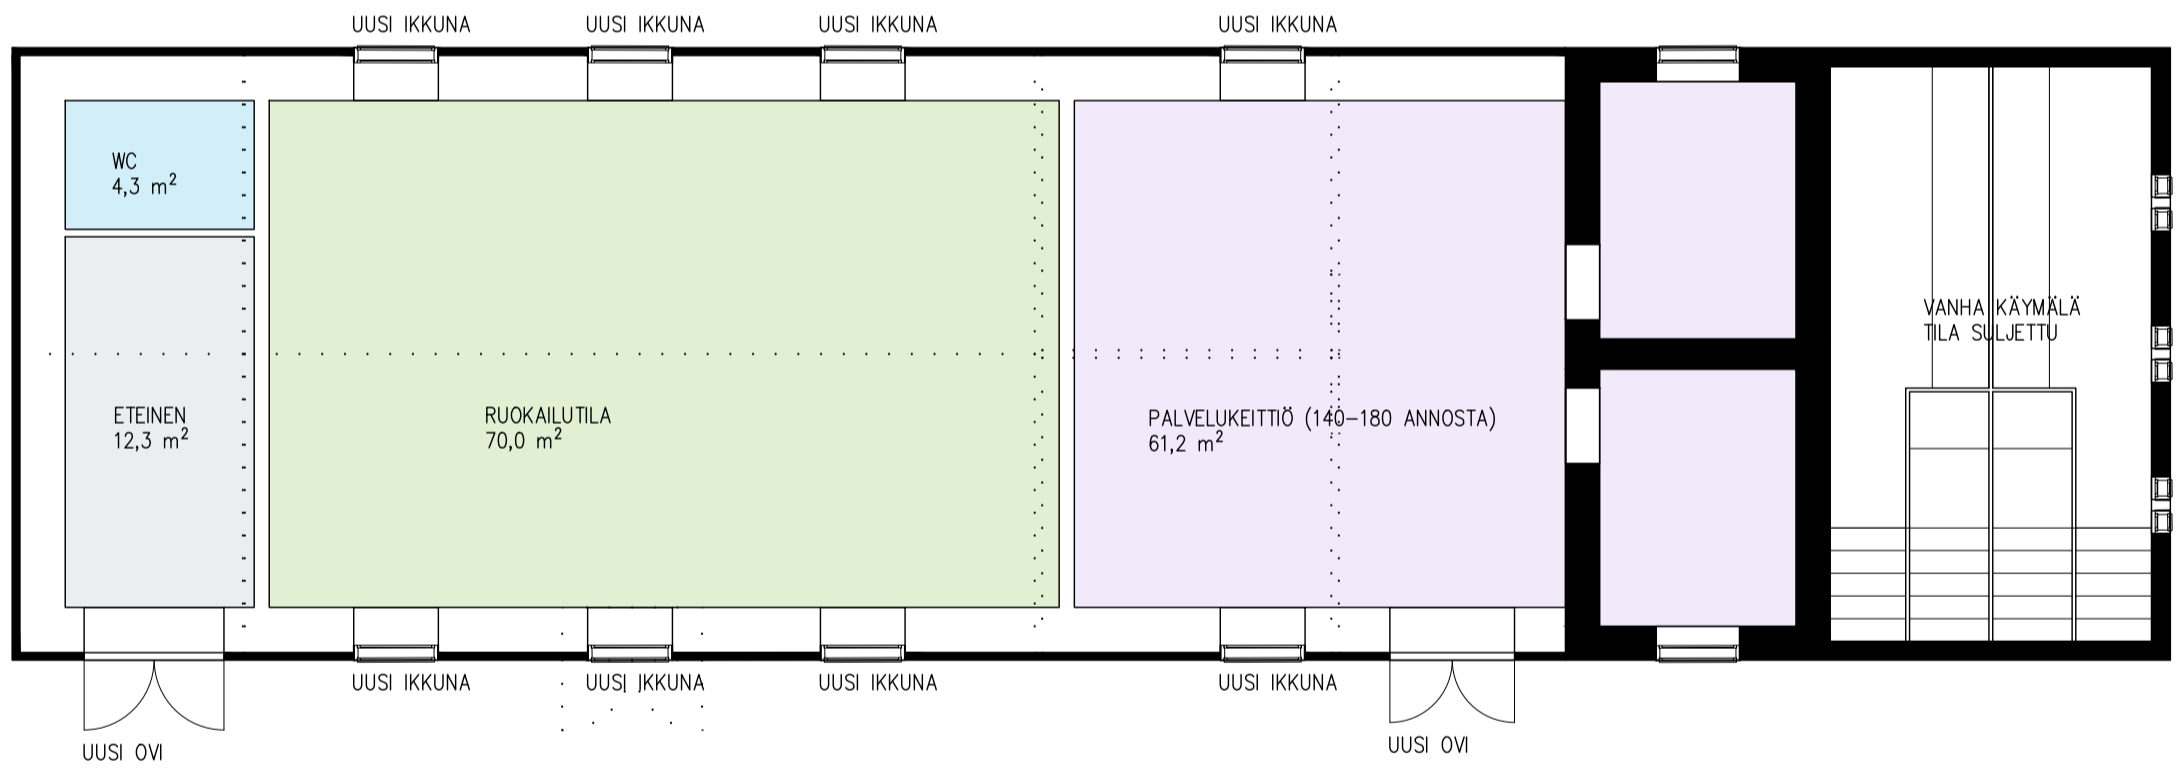 UUSI IKKUNA
UUSI IKKUNA
UUSI IKKUNA
UUSI IKKUNA
WC
4,3 m²
VANHA KÄYMÄLÄ
TILA SULJETTU
ETEINEN
12,3 m²
RUOKAILUTILA
70,0 m²
PALVELUKEITTIÖ (140-180 ANNOSTA)
61,2 m²
UUSI IKKUNA
UUSI IKKUNA
UUSI IKKUNA
UUSI IKKUNA
UUSI OVI
UUSI OVI